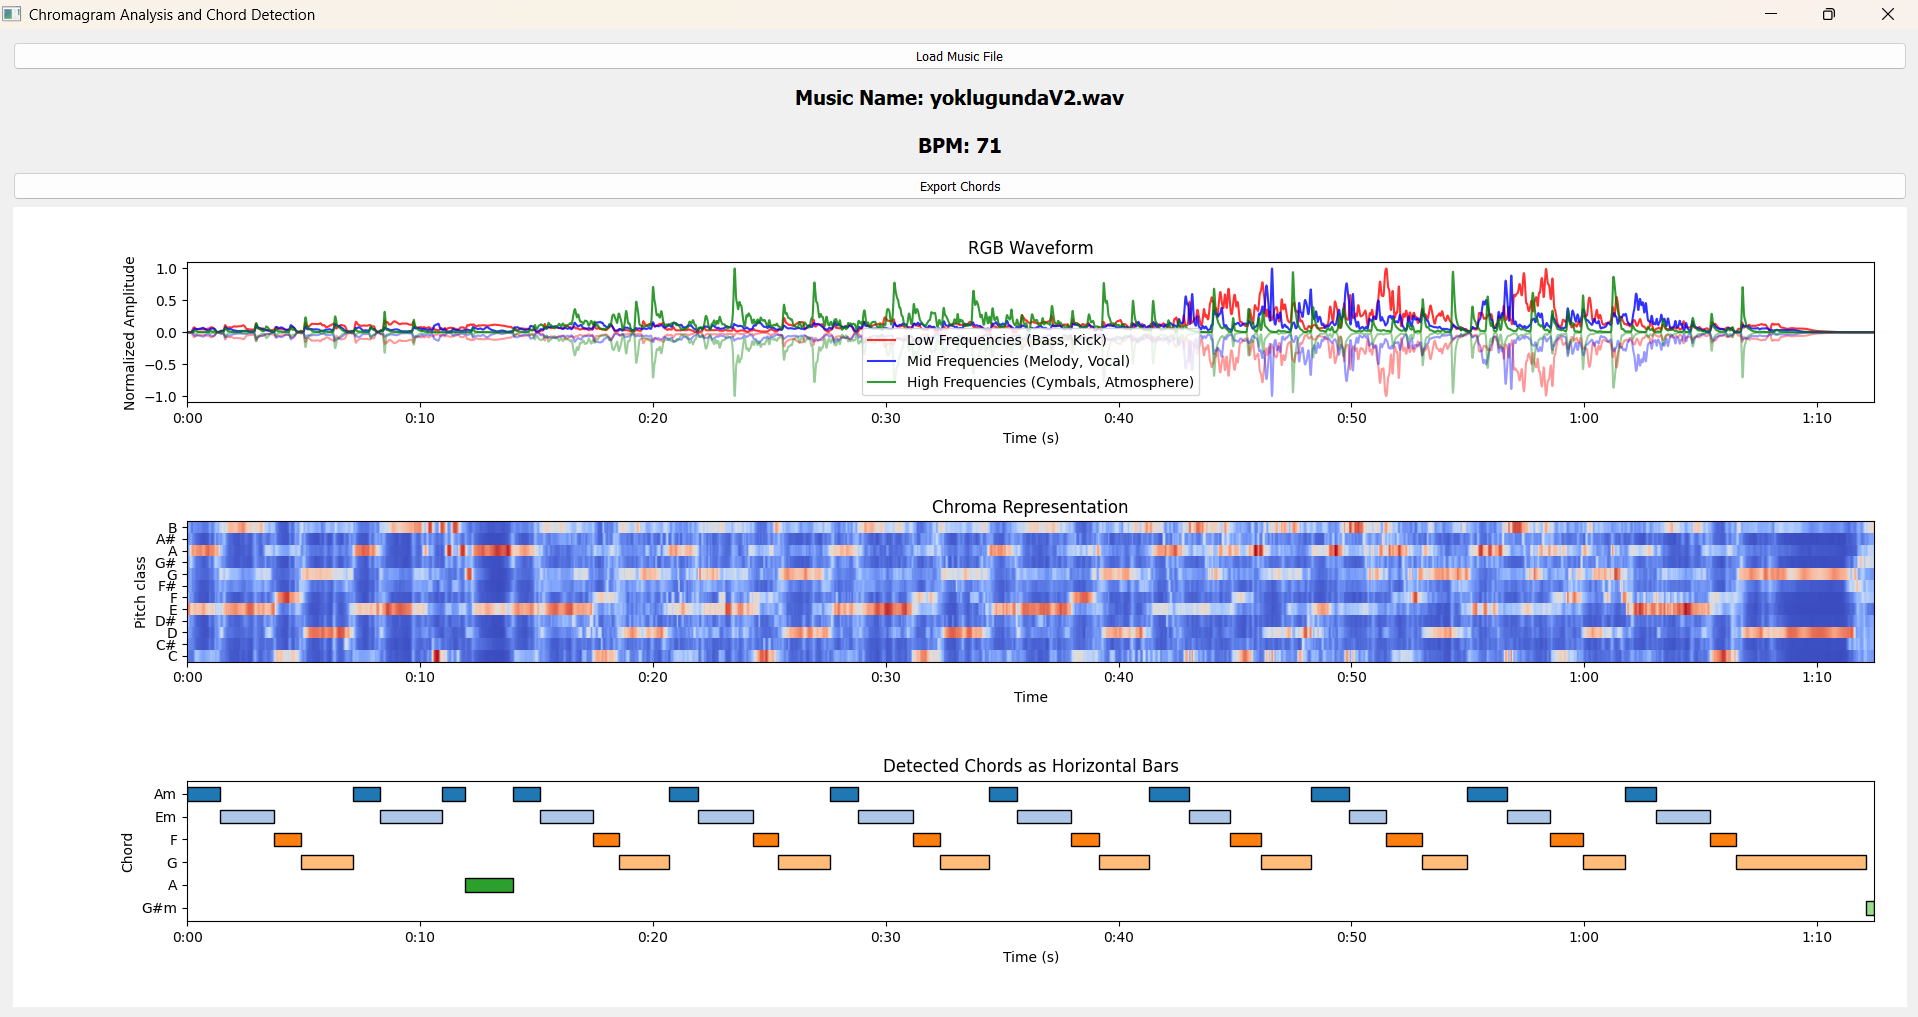 Chromagram Analysis and Chord Detection
Load Music File
Music Name: yoklugundaV2.wav
BPM: 71
Export Chords
RGB Waveform
Normalized Amplitude
1.0
0.5
0.0
−0.5
−1.0
Low Frequencies (Bass, Kick)
Mid Frequencies (Melody, Vocal)
High Frequencies (Cymbals, Atmosphere)
0:00 0:10 0:20 0:30 0:40 0:50 1:00 1:10
Time (s)
Chroma Representation
Pitch class
B
A#
A
G#
G
F#
F
E
D#
D
C#
C
0:00 0:10 0:20 0:30 0:40 0:50 1:00 1:10
Time
Detected Chords as Horizontal Bars
Chord
Am
Em
F
G
A
G#m
0:00 0:10 0:20 0:30 0:40 0:50 1:00 1:10
Time (s)